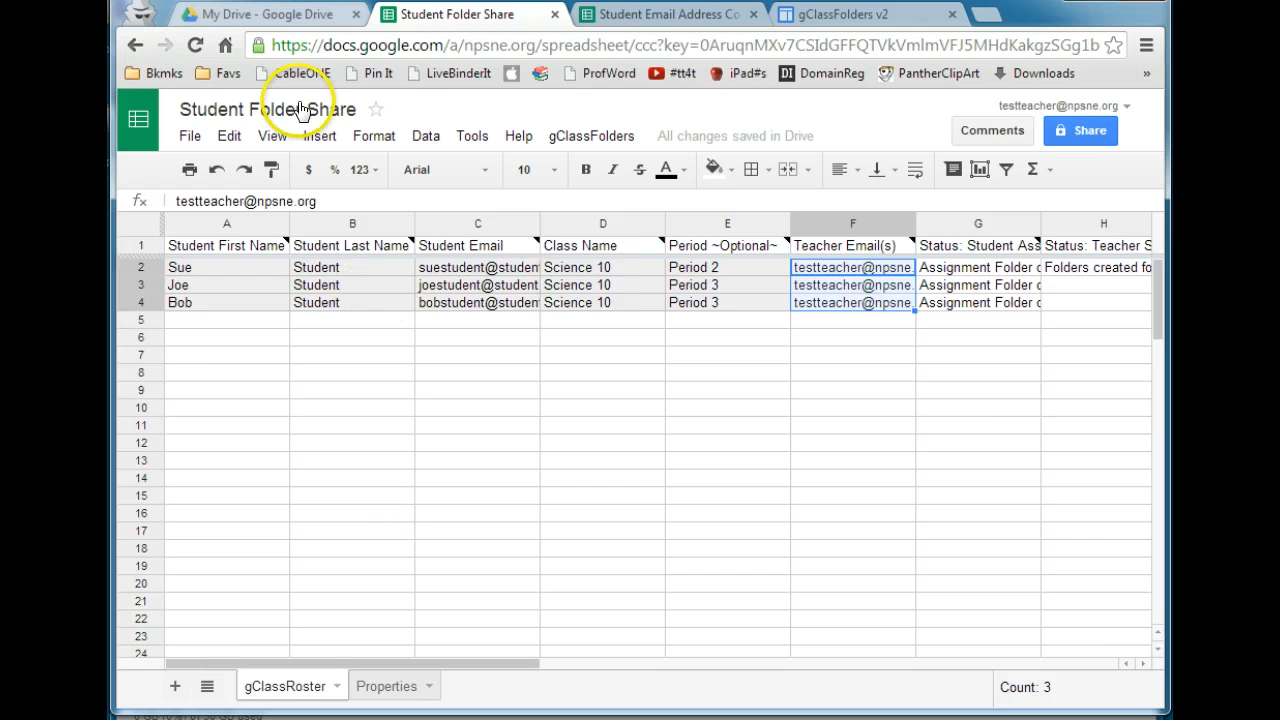 My Drive - Google Drive × Student Folder Share × Student Email Address Co × gClassFolders v2 ×
https://docs.google.com/a/npsne.org/spreadsheet/ccc?key=0AruqnMXv7CSIdGFFQTVkVmlmVFJ5MHdKakgzSGg1b
Bkmks Favs CableONE Pin It LiveBinderIt ProfWord #tt4t iPad#s DI DomainReg PantherClipArt Downloads »
Student Folder Share testteacher@npsne.org
File Edit View Insert Format Data Tools Help gClassFolders All changes saved in Drive Comments Share
$ % 123 Arial 10 B I S A Σ
fx testteacher@npsne.org
A B C D E F G H
1 Student First Name Student Last Name Student Email Class Name Period ~Optional~ Teacher Email(s) Status: Student Ass Status: Teacher S
2 Sue Student suestudent@studen Science 10 Period 2 testteacher@npsne. Assignment Folder c Folders created fo
3 Joe Student joestudent@student Science 10 Period 3 testteacher@npsne. Assignment Folder c
4 Bob Student bobstudent@studen Science 10 Period 3 testteacher@npsne. Assignment Folder c
5
6
7
8
9
10
11
12
13
14
15
16
17
18
19
20
21
22
23
24
+ gClassRoster Properties Count: 3